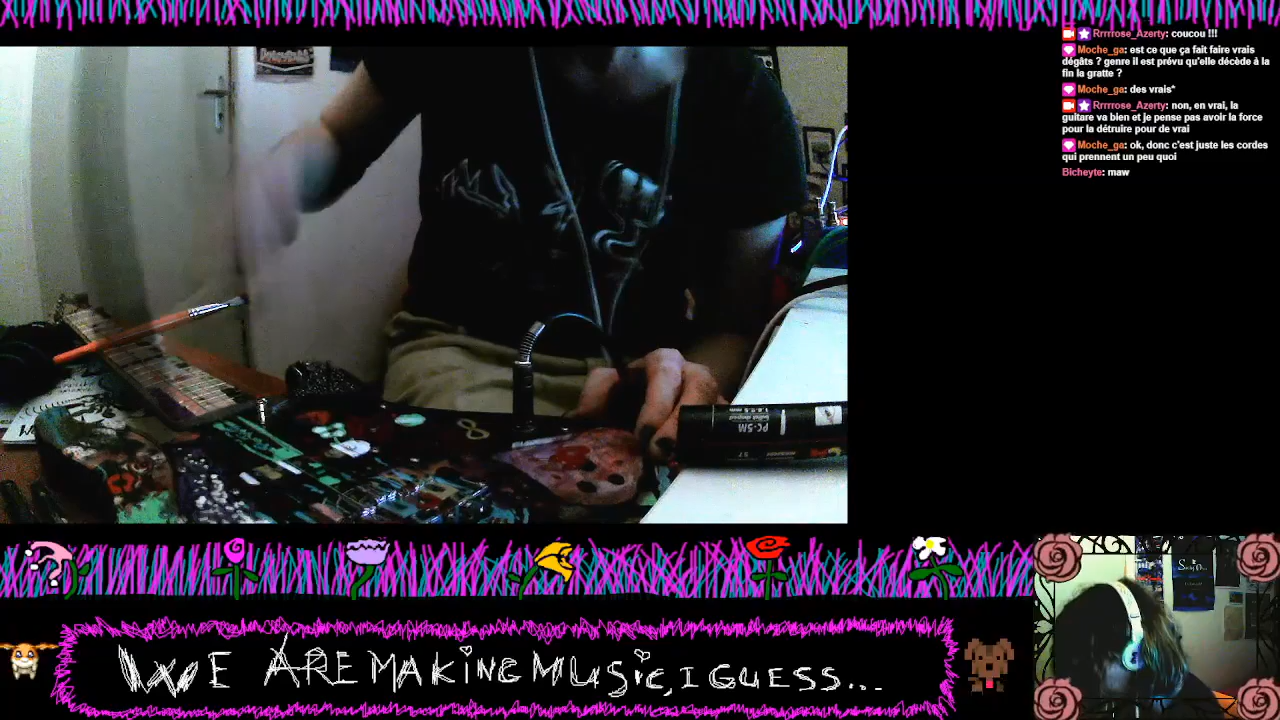 Rrrrrose_Azerty: coucou !!!
Moche_ga: est ce que ça fait faire vrais
dégâts ? genre il est prévu qu'elle décède à la
fin la gratte ?
Moche_ga: des vrais*
Rrrrrose_Azerty: non, en vrai, la
guitare va bien et je pense pas avoir la force
pour la détruire pour de vrai
Moche_ga: ok, donc c'est juste les cordes
qui prennent un peu quoi
Bicheyte: maw
PC-5M
WE ARE MAKING MUSIC, I GUESS...